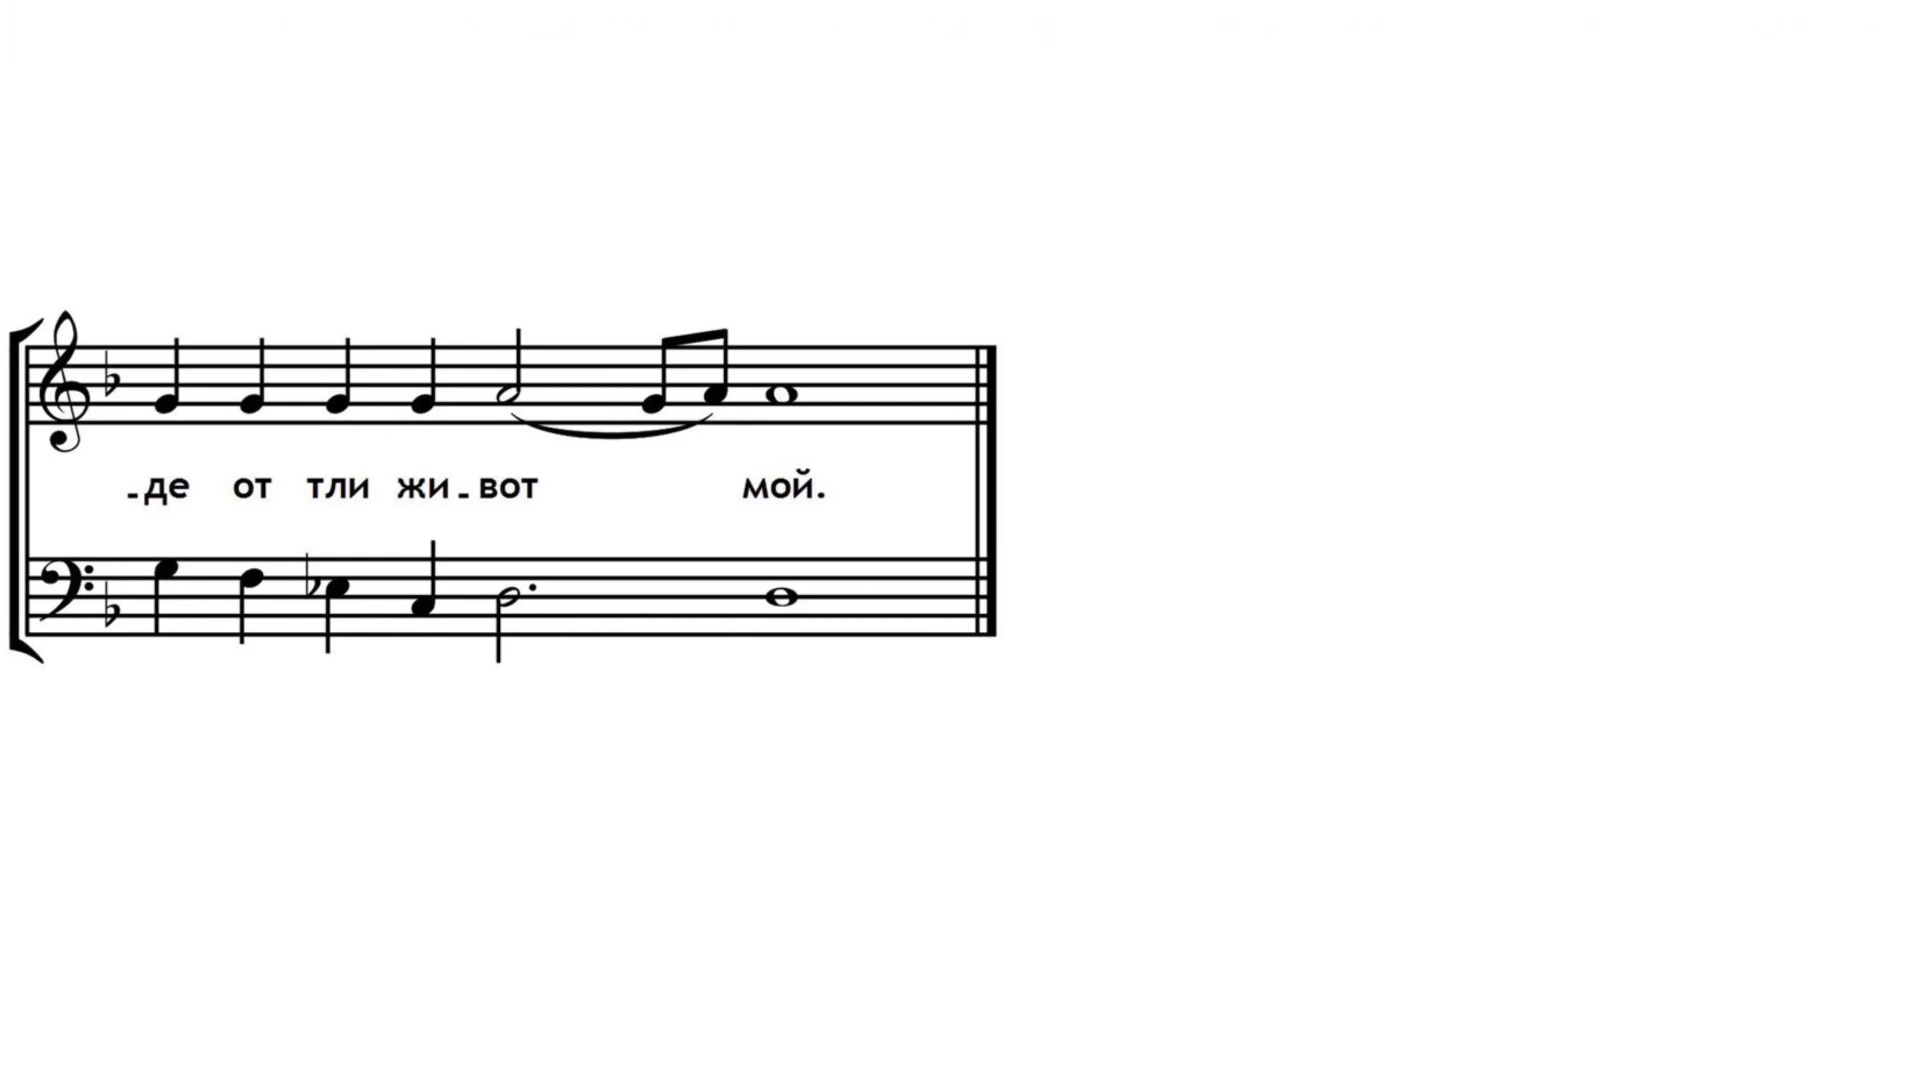 -де от тли жи-вот мой.